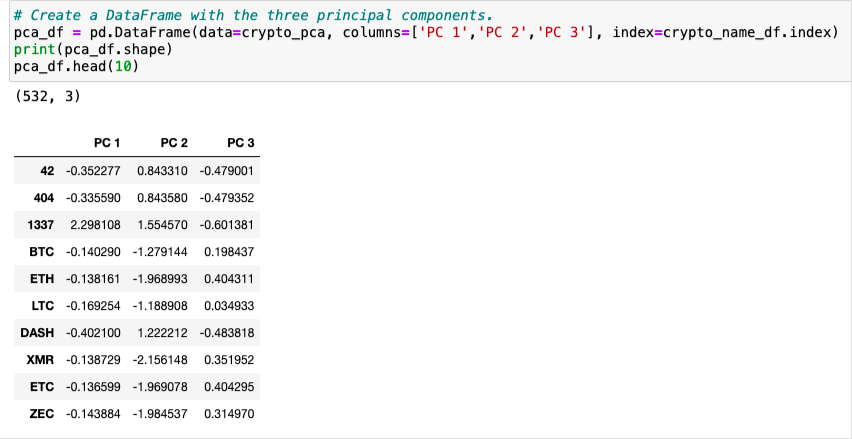 # Create a DataFrame with the three principal components.
pca_df = pd.DataFrame(data=crypto_pca, columns=['PC 1','PC 2','PC 3'], index=crypto_name_df.index)
print(pca_df.shape)
pca_df.head(10)
(532, 3)
PC 1 PC 2 PC 3
42 -0.352277 0.843310 -0.479001
404 -0.335590 0.843580 -0.479352
1337 2.298108 1.554570 -0.601381
BTC -0.140290 -1.279144 0.198437
ETH -0.138161 -1.968993 0.404311
LTC -0.169254 -1.188908 0.034933
DASH -0.402100 1.222212 -0.483818
XMR -0.138729 -2.156148 0.351952
ETC -0.136599 -1.969078 0.404295
ZEC -0.143884 -1.984537 0.314970